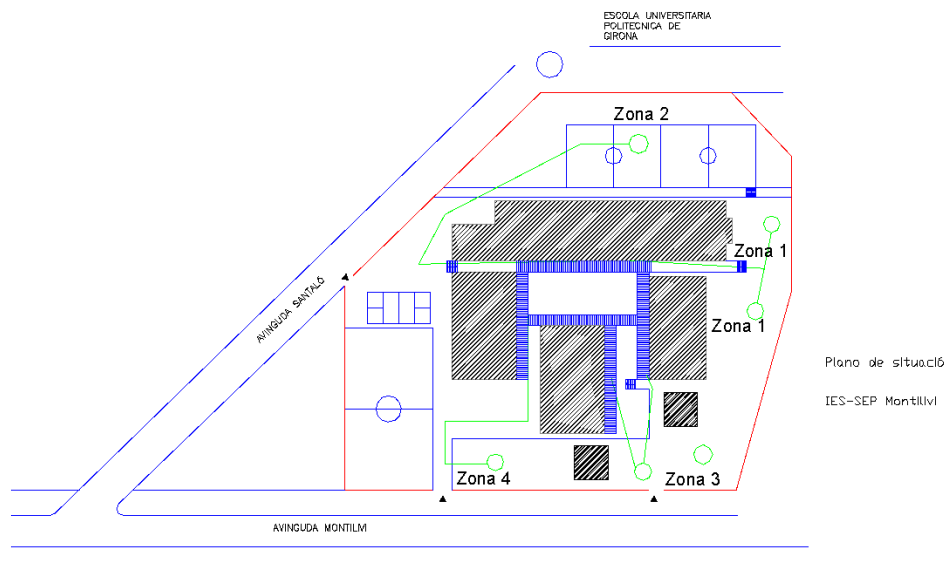 ESCOLA UNIVERSITARIA
POLITECNICA DE
GIRONA
Zona 2
Zona 1
AVINGUDA SANTALÓ
Zona 1
Plano de situació
IES-SEP Montilivi
Zona 4
Zona 3
AVINGUDA MONTILIVI